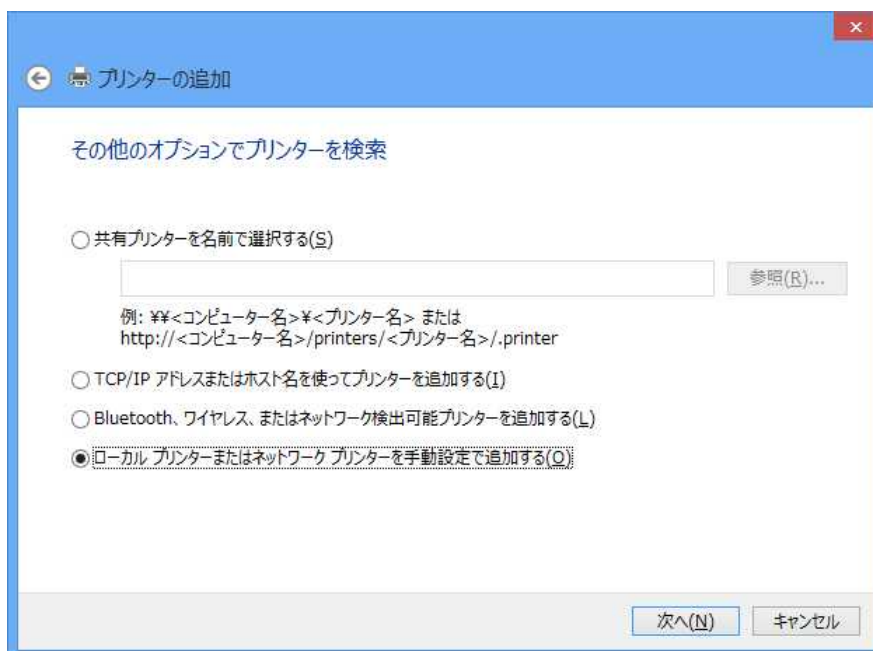 プリンターの追加
その他のオプションでプリンターを検索
共有プリンターを名前で選択する(S)
参照(R)...
例: ¥¥<コンピューター名>¥<プリンター名> または
http://<コンピューター名>/printers/<プリンター名>/.printer
TCP/IP アドレスまたはホスト名を使ってプリンターを追加する(I)
Bluetooth、ワイヤレス、またはネットワーク検出可能プリンターを追加する(L)
ローカル プリンターまたはネットワーク プリンターを手動設定で追加する(O)
次へ(N) キャンセル